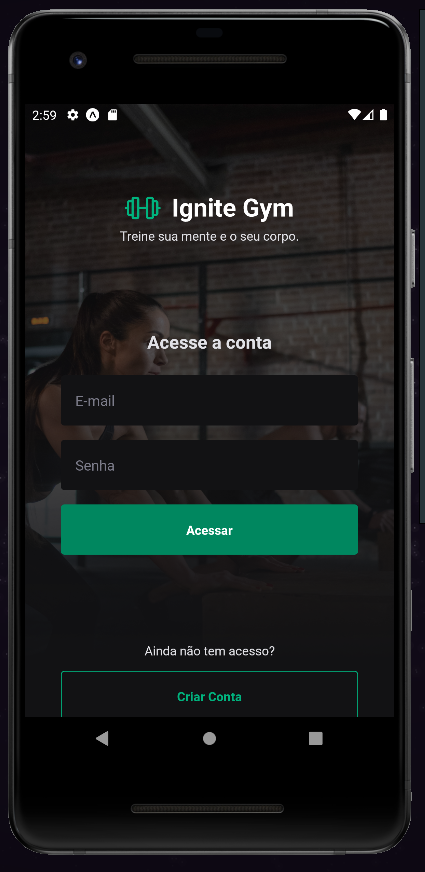 2:59
Ignite Gym
Treine sua mente e o seu corpo.
Acesse a conta
E-mail
Senha
Acessar
Ainda não tem acesso?
Criar Conta